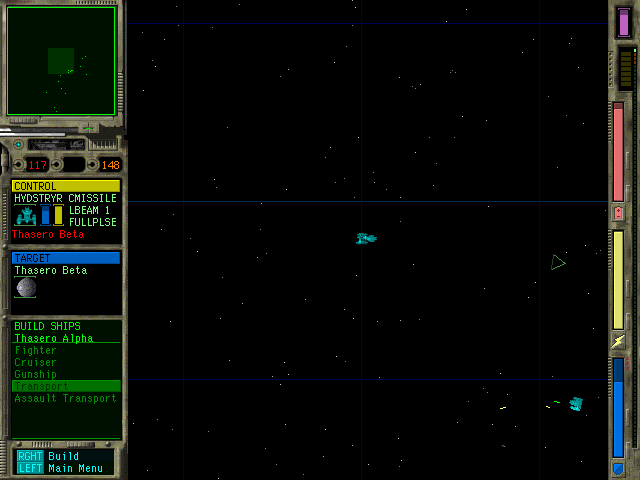 117 148
CONTROL
HVDSTRYR CMISSILE
LBEAM 1
FULLPLSE
Thasero Beta
TARGET
Thasero Beta
BUILD SHIPS
Thasero Alpha
Fighter
Cruiser
Gunship
Transport
Assault Transport
RGHT Build
LEFT Main Menu